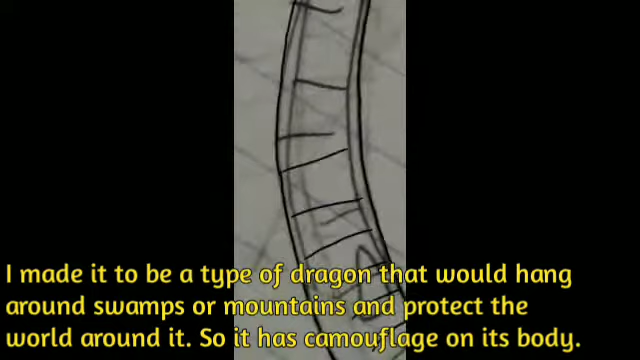 I made it to be a type of dragon that would hang
around swamps or mountains and protect the
world around it. So it has camouflage on its body.